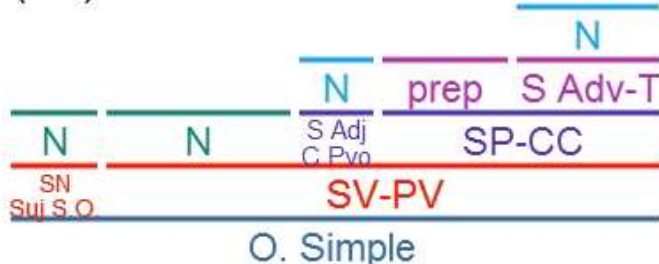 N
N prep S Adv-T
N N S Adj C Pvo SP-CC
SN Suj S.O. SV-PV
O. Simple